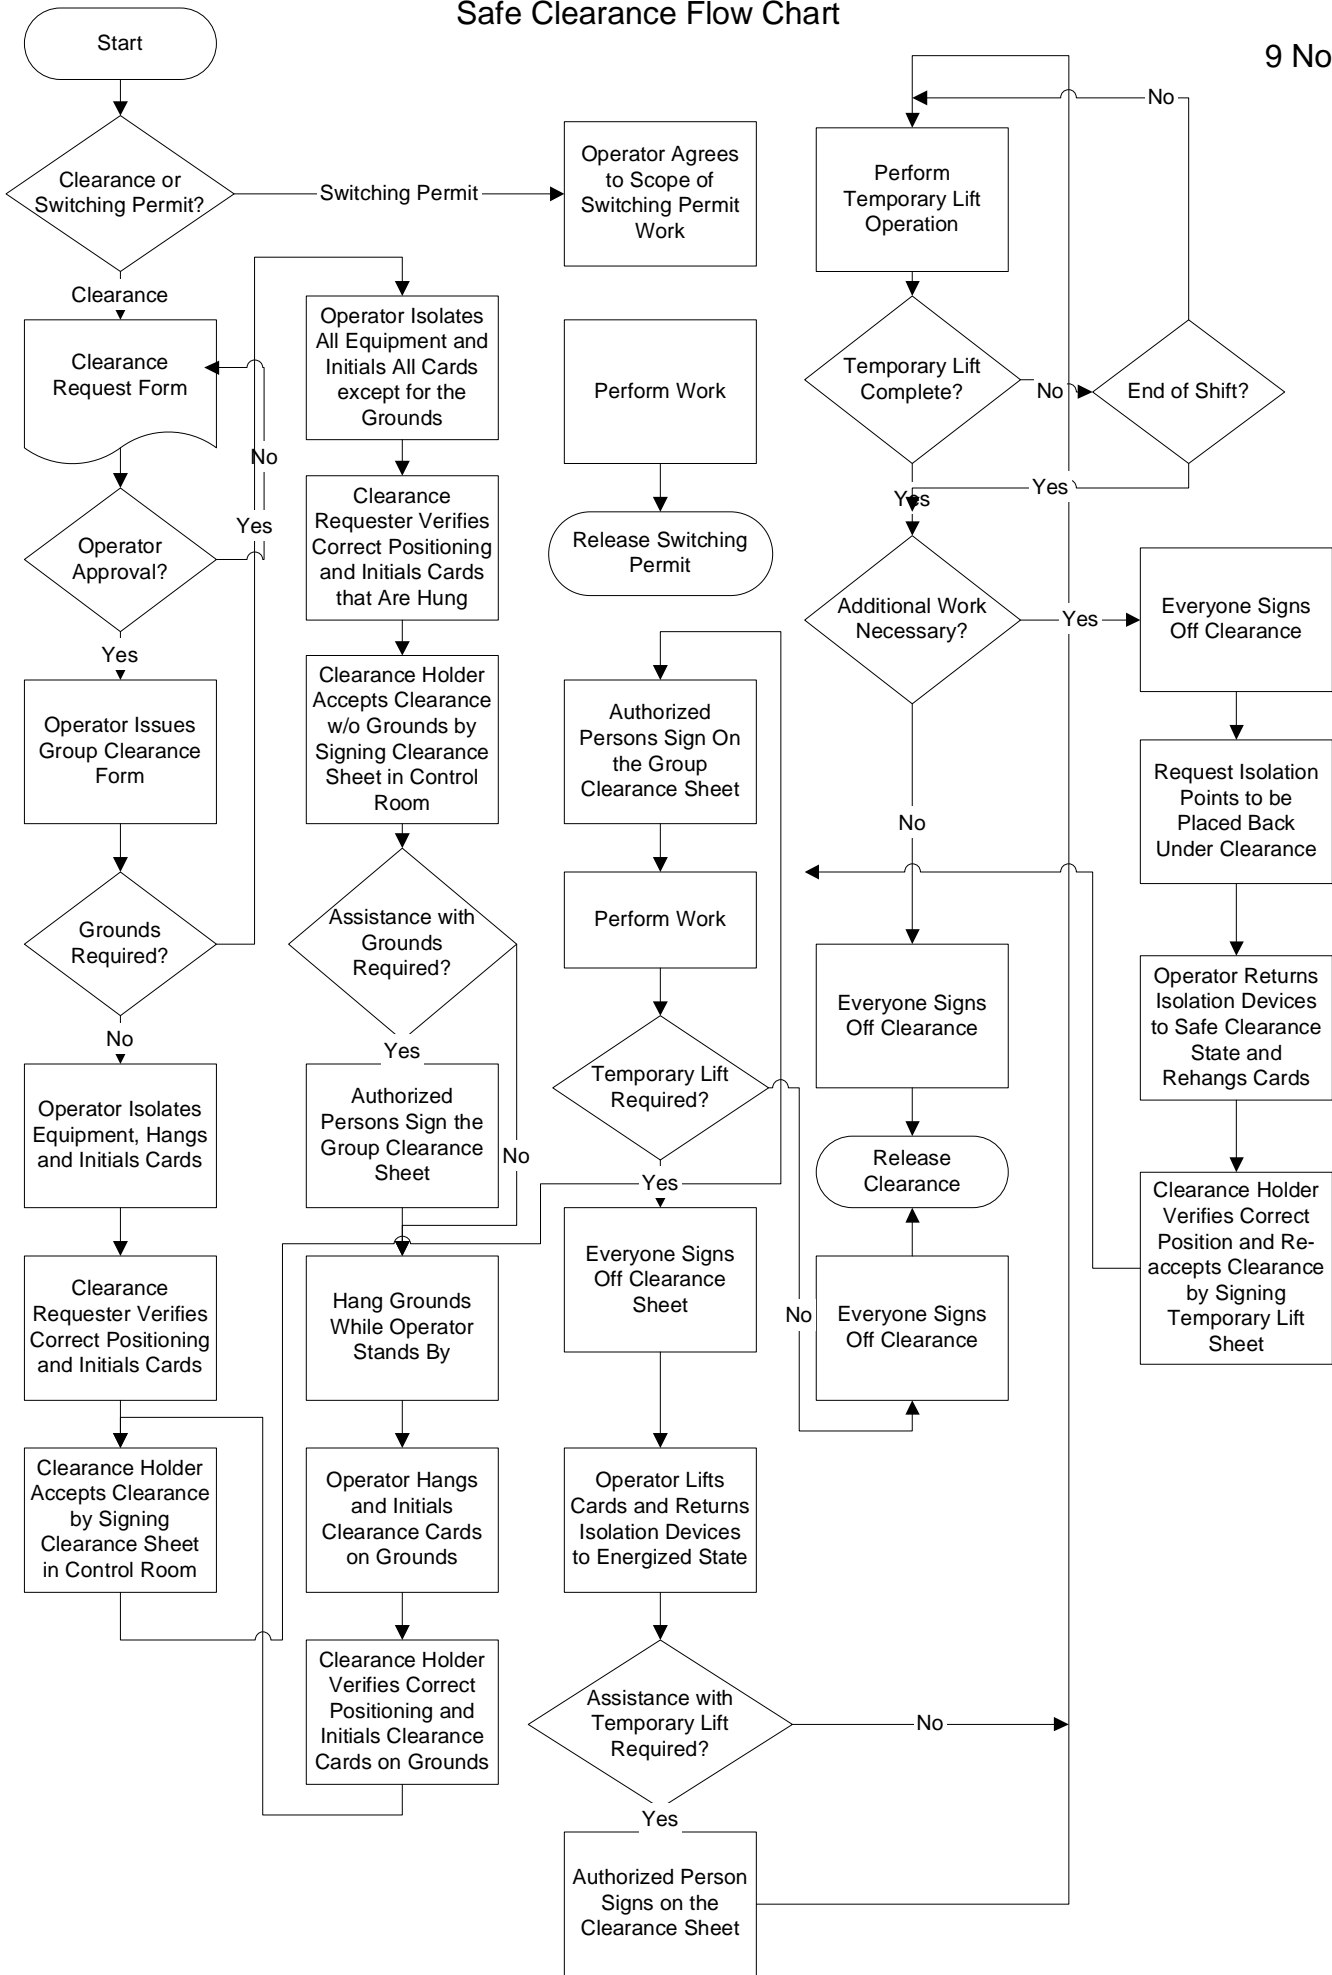 Safe Clearance Flow Chart
9 No
Start
Clearance or
Switching Permit?
Switching Permit
Operator Agrees
to Scope of
Switching Permit
Work
Clearance
Clearance
Request Form
No
Operator
Approval?
Yes
Yes
Operator Issues
Group Clearance
Form
Grounds
Required?
No
Operator Isolates
Equipment, Hangs
and Initials Cards
Clearance
Requester Verifies
Correct Positioning
and Initials Cards
Clearance Holder
Accepts Clearance
by Signing
Clearance Sheet
in Control Room
Operator Isolates
All Equipment and
Initials All Cards
except for the
Grounds
Clearance
Requester Verifies
Correct Positioning
and Initials Cards
that Are Hung
Clearance Holder
Accepts Clearance
w/o Grounds by
Signing Clearance
Sheet in Control
Room
Assistance with
Grounds
Required?
Yes
Authorized
Persons Sign the
Group Clearance
Sheet
No
Hang Grounds
While Operator
Stands By
Operator Hangs
and Initials
Clearance Cards
on Grounds
Clearance Holder
Verifies Correct
Positioning and
Initials Clearance
Cards on Grounds
Perform Work
Release Switching
Permit
Authorized
Persons Sign On
the Group
Clearance Sheet
Perform Work
Temporary Lift
Required?
Yes
Everyone Signs
Off Clearance
Sheet
No
Operator Lifts
Cards and Returns
Isolation Devices
to Energized State
Assistance with
Temporary Lift
Required?
No
Yes
Authorized Person
Signs on the
Clearance Sheet
Perform
Temporary Lift
Operation
No
Temporary Lift
Complete?
No
End of Shift?
Yes
Yes
Additional Work
Necessary?
Yes
No
Everyone Signs
Off Clearance
Release
Clearance
Everyone Signs
Off Clearance
Everyone Signs
Off Clearance
Request Isolation
Points to be
Placed Back
Under Clearance
Operator Returns
Isolation Devices
to Safe Clearance
State and
Rehangs Cards
Clearance Holder
Verifies Correct
Position and Re-
accepts Clearance
by Signing
Temporary Lift
Sheet